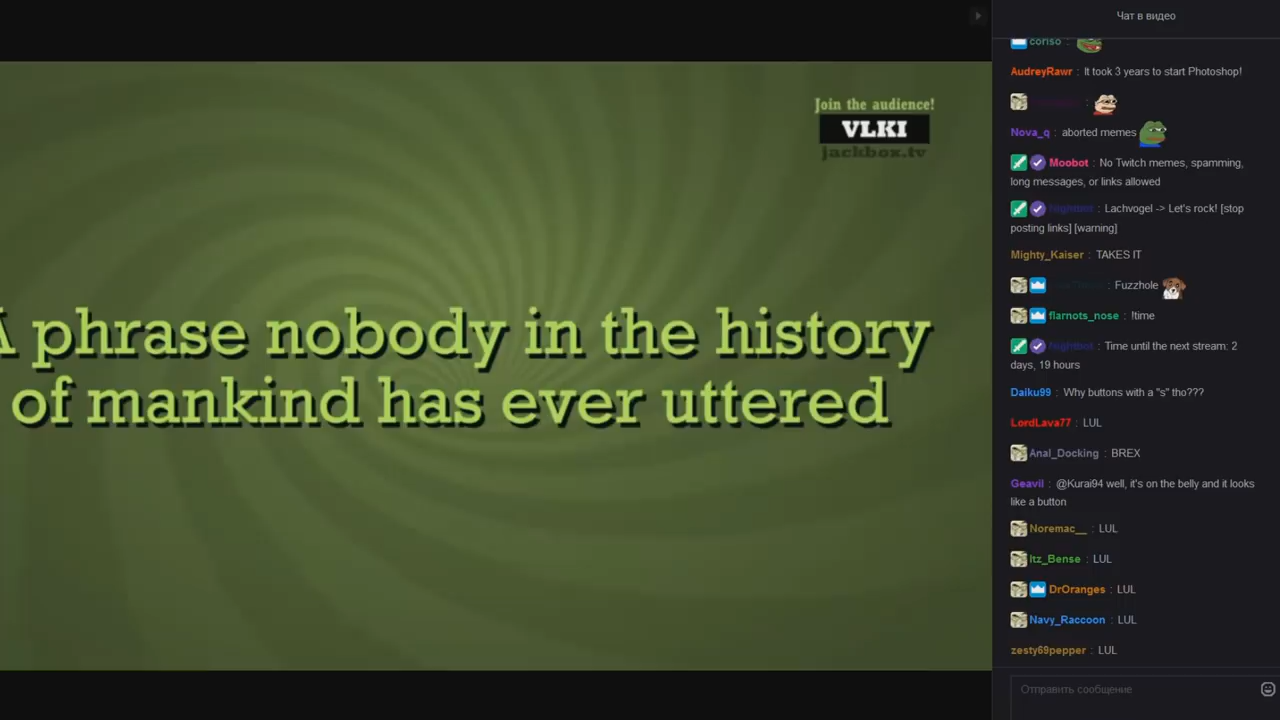 Чат в видео
Join the audience!
VLKI
jackbox.tv
A phrase nobody in the history
of mankind has ever uttered
coriso :
AudreyRawr : It took 3 years to start Photoshop!
Nova_q : aborted memes
Moobot : No Twitch memes, spamming,
long messages, or links allowed
Nightbot : Lachvogel -> Let's rock! [stop
posting links] [warning]
Mighty_Kaiser : TAKES IT
: Fuzzhole
flarnots_nose : !time
Nightbot : Time until the next stream: 2
days, 19 hours
Daiku99 : Why buttons with a "s" tho???
LordLava77 : LUL
Anal_Docking : BREX
Geavil : @Kurai94 well, it's on the belly and it looks
like a button
Noremac__ : LUL
Itz_Bense : LUL
DrOranges : LUL
Navy_Raccoon : LUL
zesty69pepper : LUL
Отправить сообщение